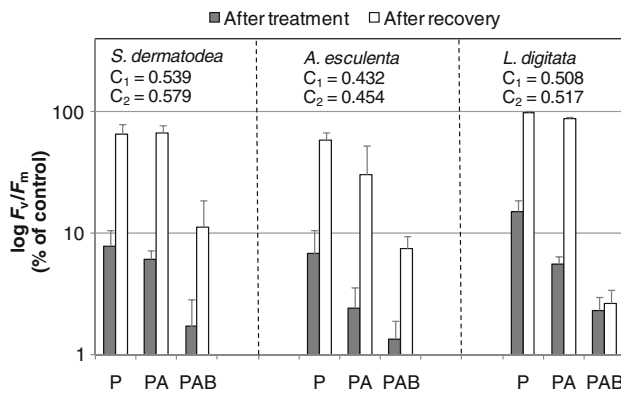 After treatment After recovery
S. dermatodea A. esculenta L. digitata
C₁ = 0.539 C₁ = 0.432 C₁ = 0.508
C₂ = 0.579 C₂ = 0.454 C₂ = 0.517
100
10
1
log Fᵥ/Fₘ
(% of control)
P PA PAB P PA PAB P PA PAB